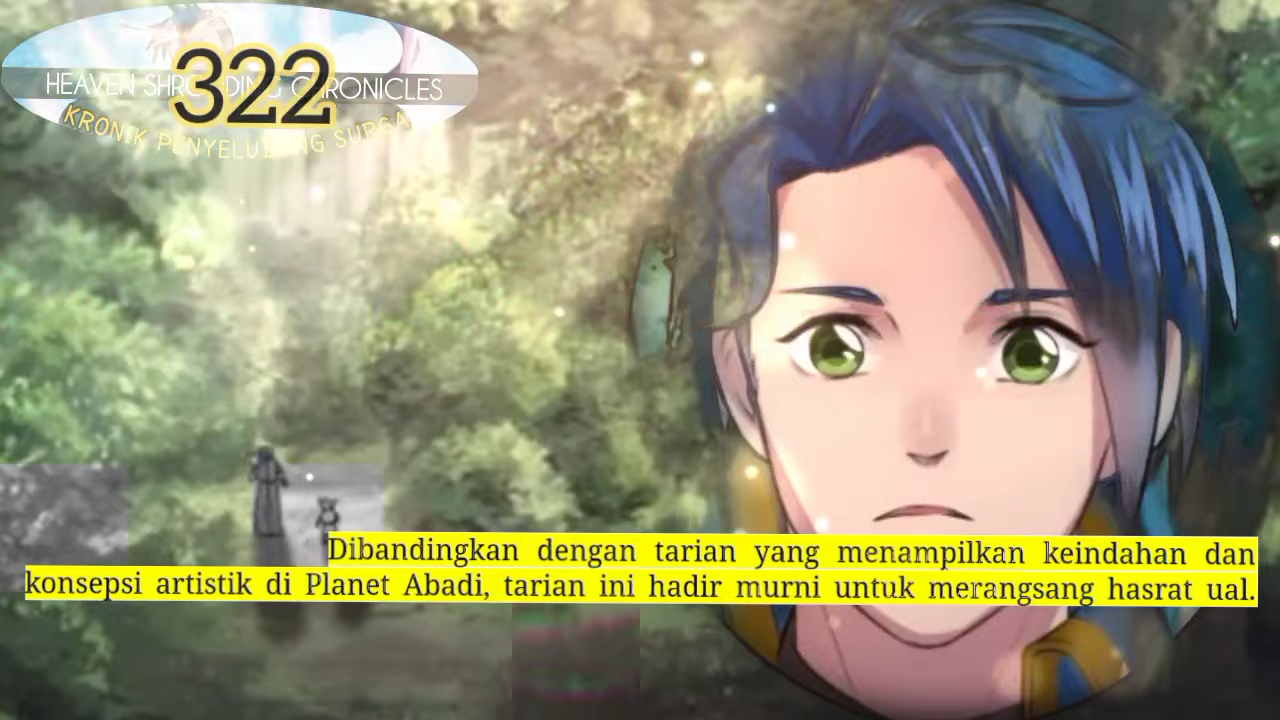 322
HEAVEN SHROUDING CHRONICLES
KRONIK PENYELUBUNG SURGA
Dibandingkan dengan tarian yang menampilkan keindahan dan
konsepsi artistik di Planet Abadi, tarian ini hadir murni untuk merangsang hasrat ual.